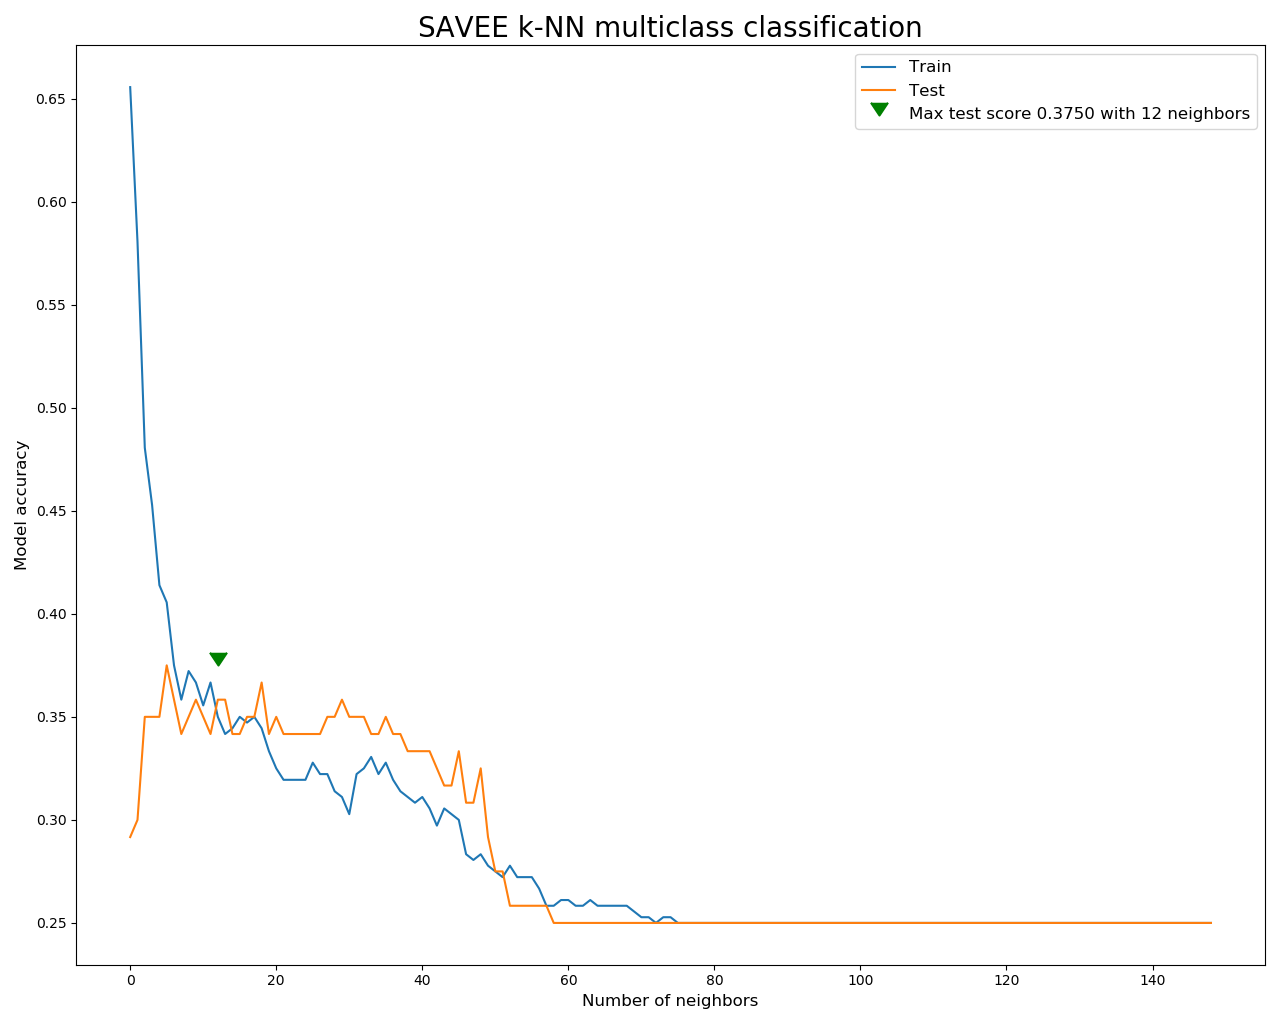 SAVEE k-NN multiclass classification
Train
Test
Max test score 0.3750 with 12 neighbors
Model accuracy
0.65
0.60
0.55
0.50
0.45
0.40
0.35
0.30
0.25
0 20 40 60 80 100 120 140
Number of neighbors